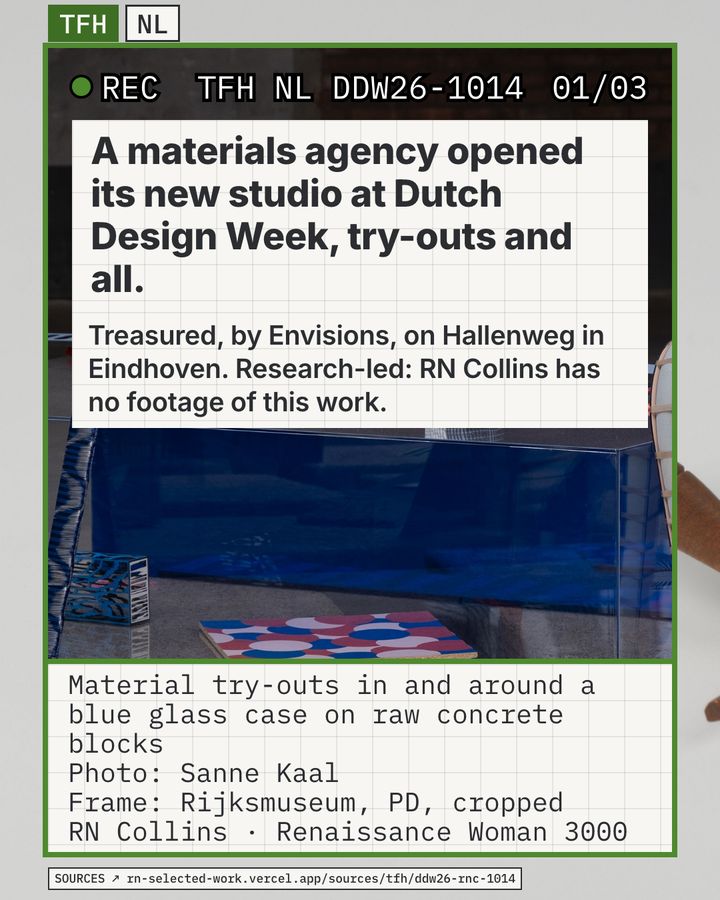 TFH NL
REC TFH NL DDW26-1014 01/03
A materials agency opened
its new studio at Dutch
Design Week, try-outs and
all.
Treasured, by Envisions, on Hallenweg in
Eindhoven. Research-led: RN Collins has
no footage of this work.
Material try-outs in and around a
blue glass case on raw concrete
blocks
Photo: Sanne Kaal
Frame: Rijksmuseum, PD, cropped
RN Collins · Renaissance Woman 3000
SOURCES ↗ rn-selected-work.vercel.app/sources/tfh/ddw26-rnc-1014